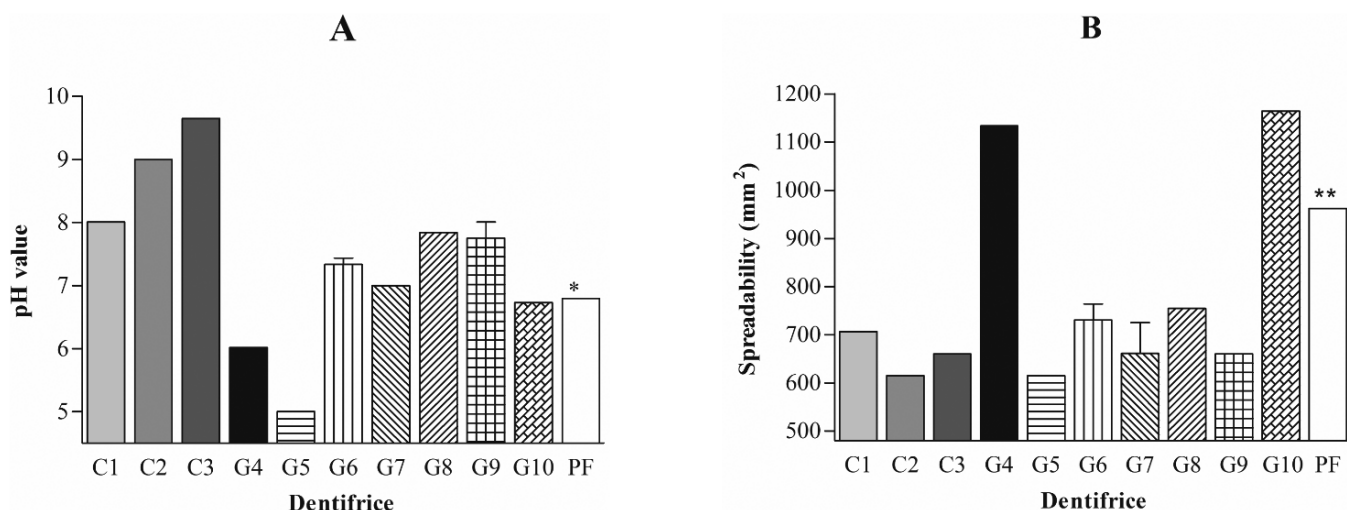 A
pH value
10
9
8
7
6
5
*
C1 C2 C3 G4 G5 G6 G7 G8 G9 G10 PF
Dentifrice
B
Spreadability (mm²)
1200
1100
1000
900
800
700
600
500
**
C1 C2 C3 G4 G5 G6 G7 G8 G9 G10 PF
Dentifrice